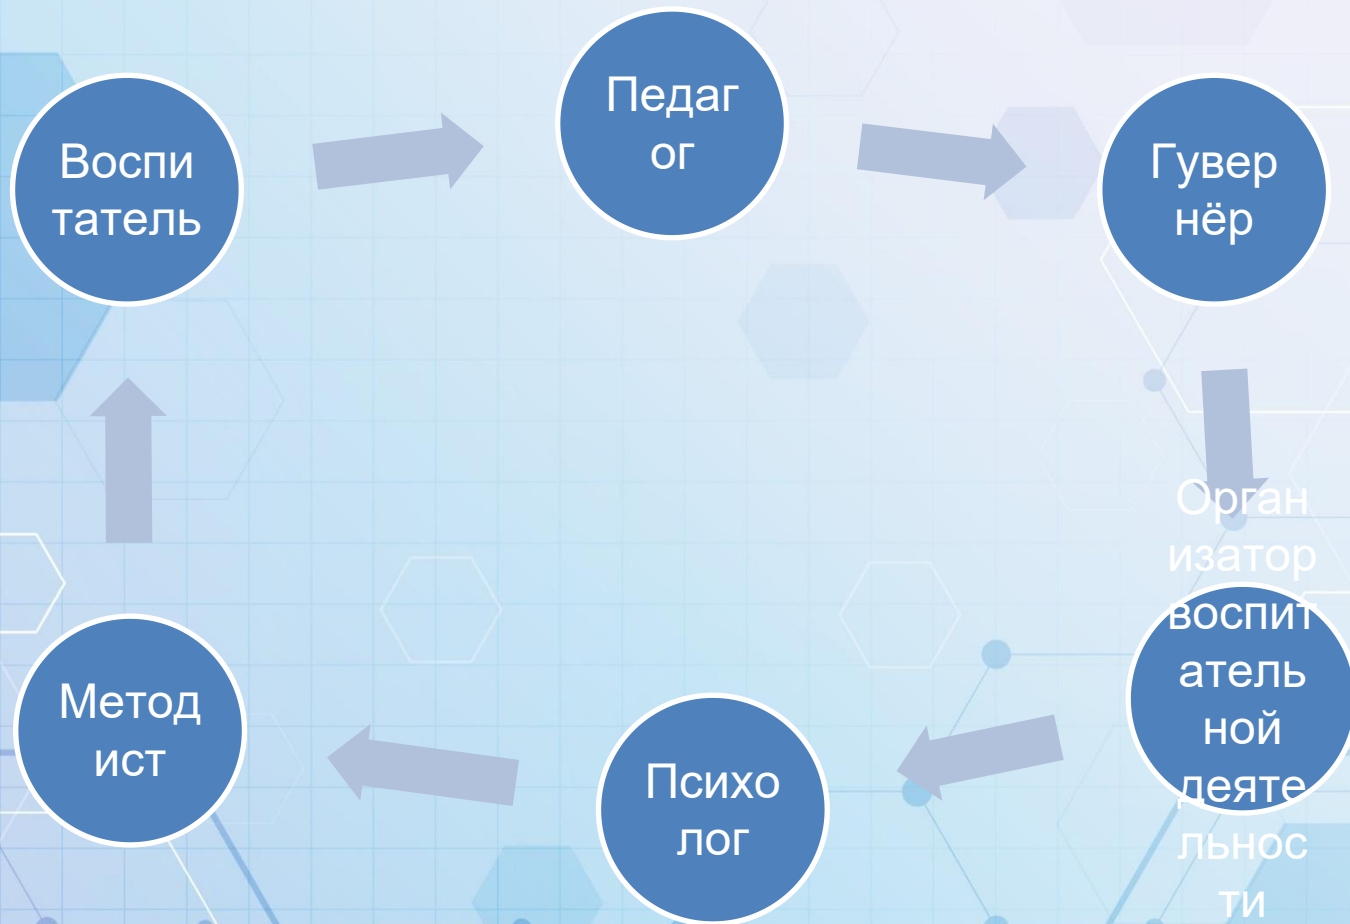 Воспи
татель
Педаг
ог
Гувер
нёр
Орган
изатор
воспит
атель
ной
деяте
льнос
ти
Психо
лог
Метод
ист